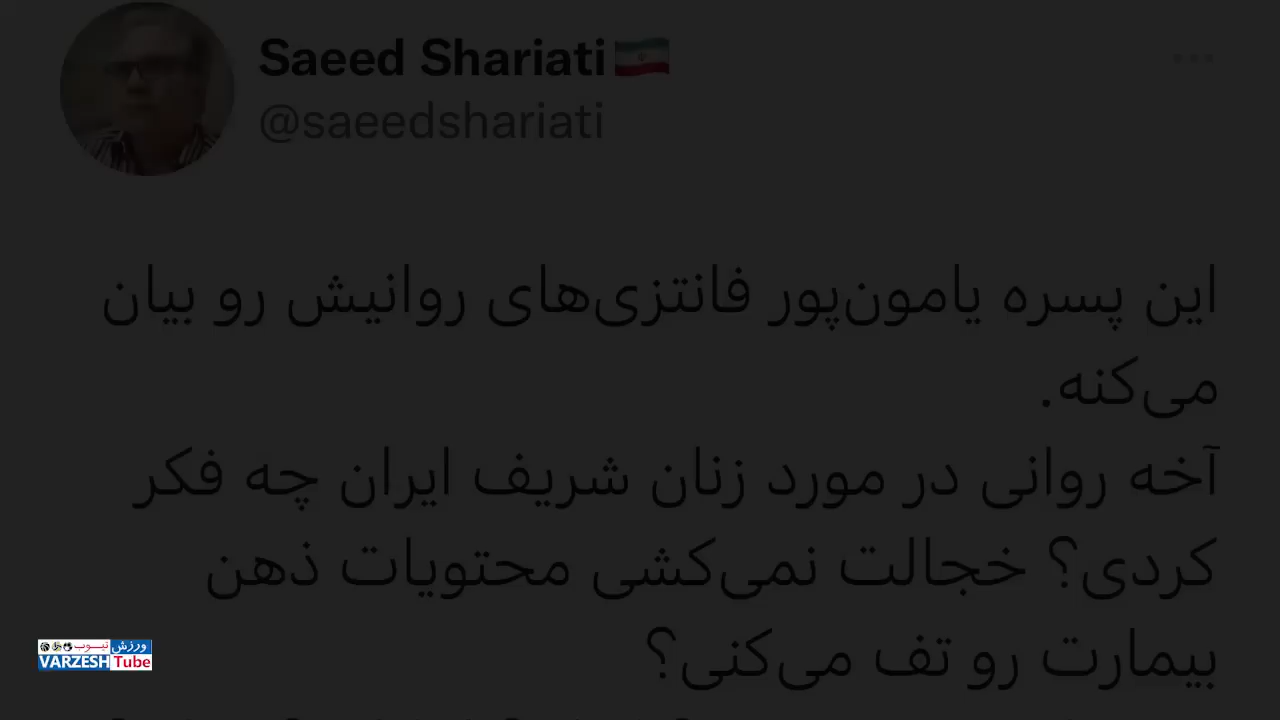 Saeed Shariati
@saeedshariati
این پسره یامون‌پور فانتزی‌های روانیش رو بیان
می‌کنه.
آخه روانی در مورد زنان شریف ایران چه فکر
کردی؟ خجالت نمی‌کشی محتویات ذهن
بیمارت رو تف می‌کنی؟
ورزش تیوب
VARZESH Tube